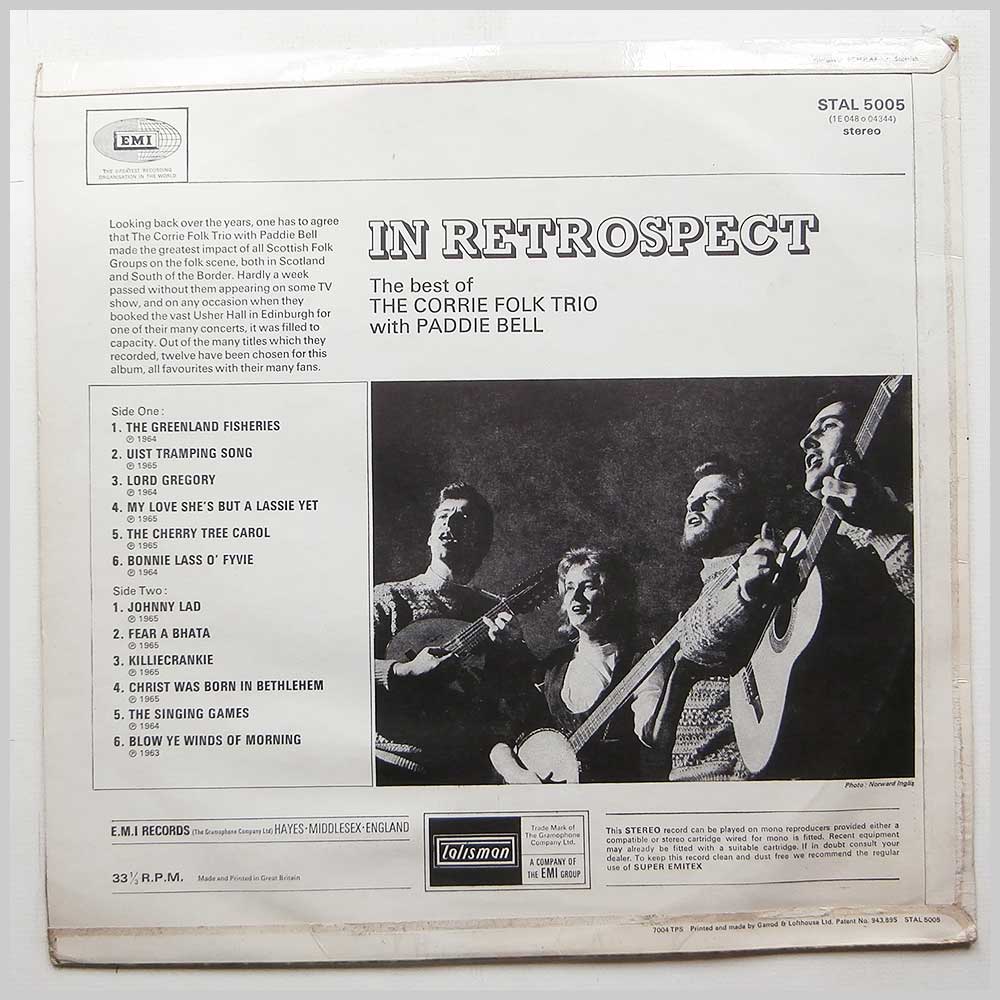 STAL 5005
(1E 048 o 04344)
stereo
EMI
THE GREATEST RECORDING
ORGANISATION IN THE WORLD
Looking back over the years, one has to agree
that The Corrie Folk Trio with Paddie Bell
made the greatest impact of all Scottish Folk
Groups on the folk scene, both in Scotland
and South of the Border. Hardly a week
passed without them appearing on some TV
show, and on any occasion when they
booked the vast Usher Hall in Edinburgh for
one of their many concerts, it was filled to
capacity. Out of the many titles which they
recorded, twelve have been chosen for this
album, all favourites with their many fans.
IN RETROSPECT
The best of
THE CORRIE FOLK TRIO
with PADDIE BELL
Side One :
1. THE GREENLAND FISHERIES
℗ 1964
2. UIST TRAMPING SONG
℗ 1965
3. LORD GREGORY
℗ 1964
4. MY LOVE SHE'S BUT A LASSIE YET
℗ 1965
5. THE CHERRY TREE CAROL
℗ 1965
6. BONNIE LASS O' FYVIE
℗ 1964
Side Two :
1. JOHNNY LAD
℗ 1965
2. FEAR A BHATA
℗ 1965
3. KILLIECRANKIE
℗ 1965
4. CHRIST WAS BORN IN BETHLEHEM
℗ 1965
5. THE SINGING GAMES
℗ 1964
6. BLOW YE WINDS OF MORNING
℗ 1963
Photo : Norward Inglis
E.M.I RECORDS (The Gramophone Company Ltd) HAYES·MIDDLESEX·ENGLAND
33⅓ R.P.M. Made and Printed in Great Britain
Talisman
Trade Mark of
The Gramophone
Company Ltd.
A COMPANY OF
THE EMI GROUP
This STEREO record can be played on mono reproducers provided either a
compatible or stereo cartridge wired for mono is fitted. Recent equipment
may already be fitted with a suitable cartridge. If in doubt consult your
dealer. To keep this record clean and dust free we recommend the regular
use of SUPER EMITEX
7004 TPS Printed and made by Garrod & Lofthouse Ltd. Patent No. 943,895 STAL 5005